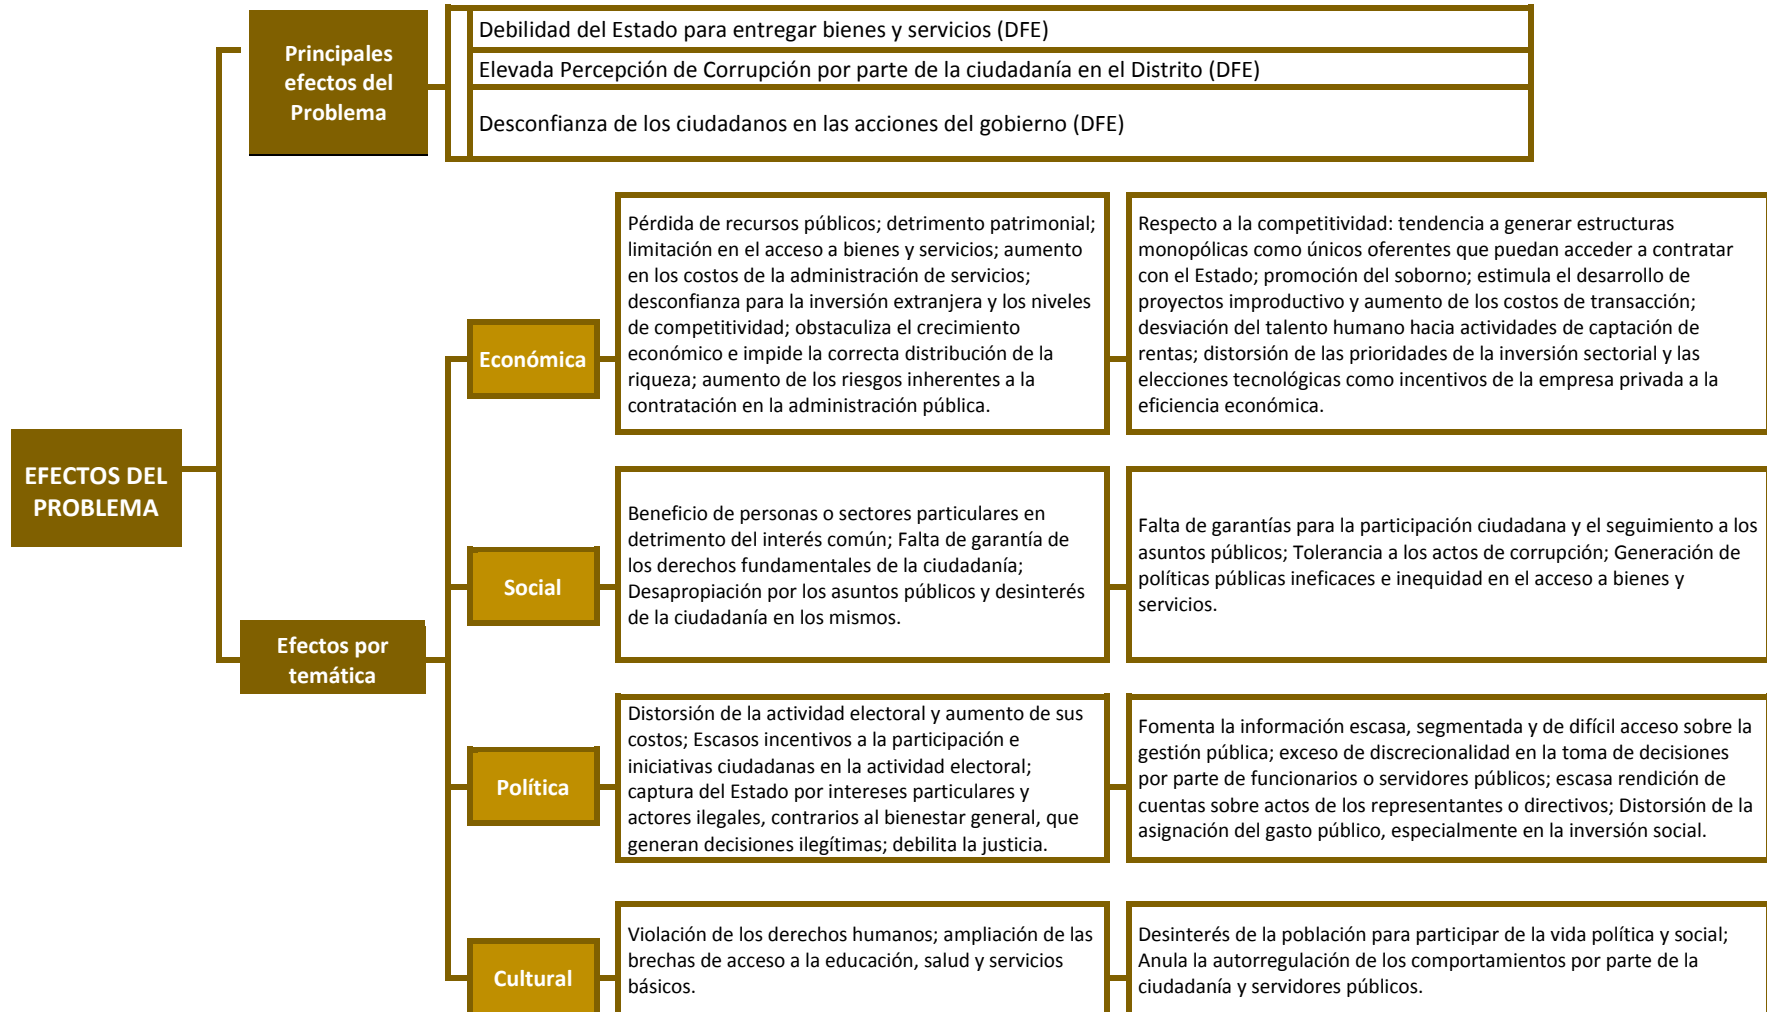 EFECTOS DEL
PROBLEMA
Principales
efectos del
Problema
Debilidad del Estado para entregar bienes y servicios (DFE)
Elevada Percepción de Corrupción por parte de la ciudadanía en el Distrito (DFE)
Desconfianza de los ciudadanos en las acciones del gobierno (DFE)
Efectos por
temática
Económica
Pérdida de recursos públicos; detrimento patrimonial;
limitación en el acceso a bienes y servicios; aumento
en los costos de la administración de servicios;
desconfianza para la inversión extranjera y los niveles
de competitividad; obstaculiza el crecimiento
económico e impide la correcta distribución de la
riqueza; aumento de los riesgos inherentes a la
contratación en la administración pública.
Respecto a la competitividad: tendencia a generar estructuras
monopólicas como únicos oferentes que puedan acceder a contratar
con el Estado; promoción del soborno; estimula el desarrollo de
proyectos improductivo y aumento de los costos de transacción;
desviación del talento humano hacia actividades de captación de
rentas; distorsión de las prioridades de la inversión sectorial y las
elecciones tecnológicas como incentivos de la empresa privada a la
eficiencia económica.
Social
Beneficio de personas o sectores particulares en
detrimento del interés común; Falta de garantía de
los derechos fundamentales de la ciudadanía;
Desapropiación por los asuntos públicos y desinterés
de la ciudadanía en los mismos.
Falta de garantías para la participación ciudadana y el seguimiento a los
asuntos públicos; Tolerancia a los actos de corrupción; Generación de
políticas públicas ineficaces e inequidad en el acceso a bienes y
servicios.
Política
Distorsión de la actividad electoral y aumento de sus
costos; Escasos incentivos a la participación e
iniciativas ciudadanas en la actividad electoral;
captura del Estado por intereses particulares y
actores ilegales, contrarios al bienestar general, que
generan decisiones ilegítimas; debilita la justicia.
Fomenta la información escasa, segmentada y de difícil acceso sobre la
gestión pública; exceso de discrecionalidad en la toma de decisiones
por parte de funcionarios o servidores públicos; escasa rendición de
cuentas sobre actos de los representantes o directivos; Distorsión de la
asignación del gasto público, especialmente en la inversión social.
Cultural
Violación de los derechos humanos; ampliación de las
brechas de acceso a la educación, salud y servicios
básicos.
Desinterés de la población para participar de la vida política y social;
Anula la autorregulación de los comportamientos por parte de la
ciudadanía y servidores públicos.